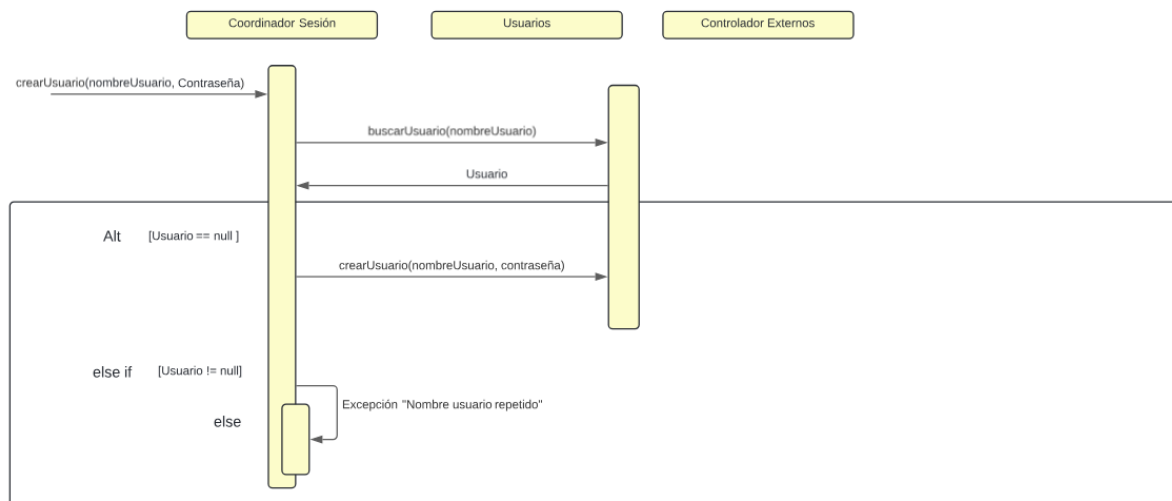 Coordinador Sesión
Usuarios
Controlador Externos
crearUsuario(nombreUsuario, Contraseña)
buscarUsuario(nombreUsuario)
Usuario
Alt [Usuario == null ]
crearUsuario(nombreUsuario, contraseña)
else if [Usuario != null]
Excepción "Nombre usuario repetido"
else